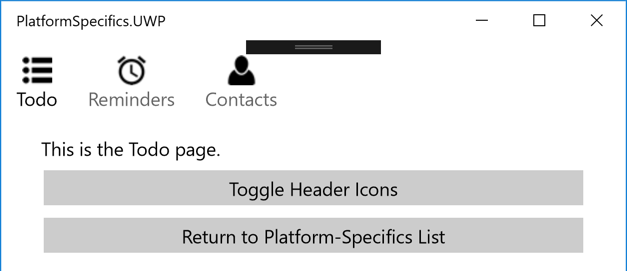 PlatformSpecifics.UWP
Todo Reminders Contacts
This is the Todo page.
Toggle Header Icons
Return to Platform-Specifics List